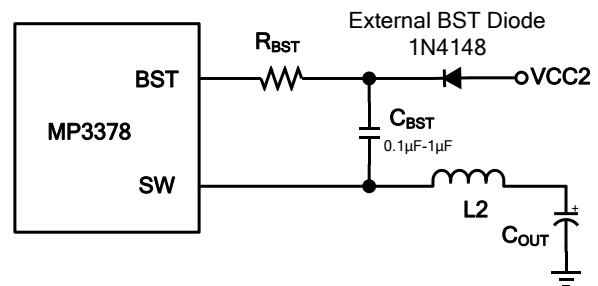 External BST Diode
1N4148
RBST
BST
VCC2
MP3378
CBST
0.1µF-1µF
SW
L2
COUT
+